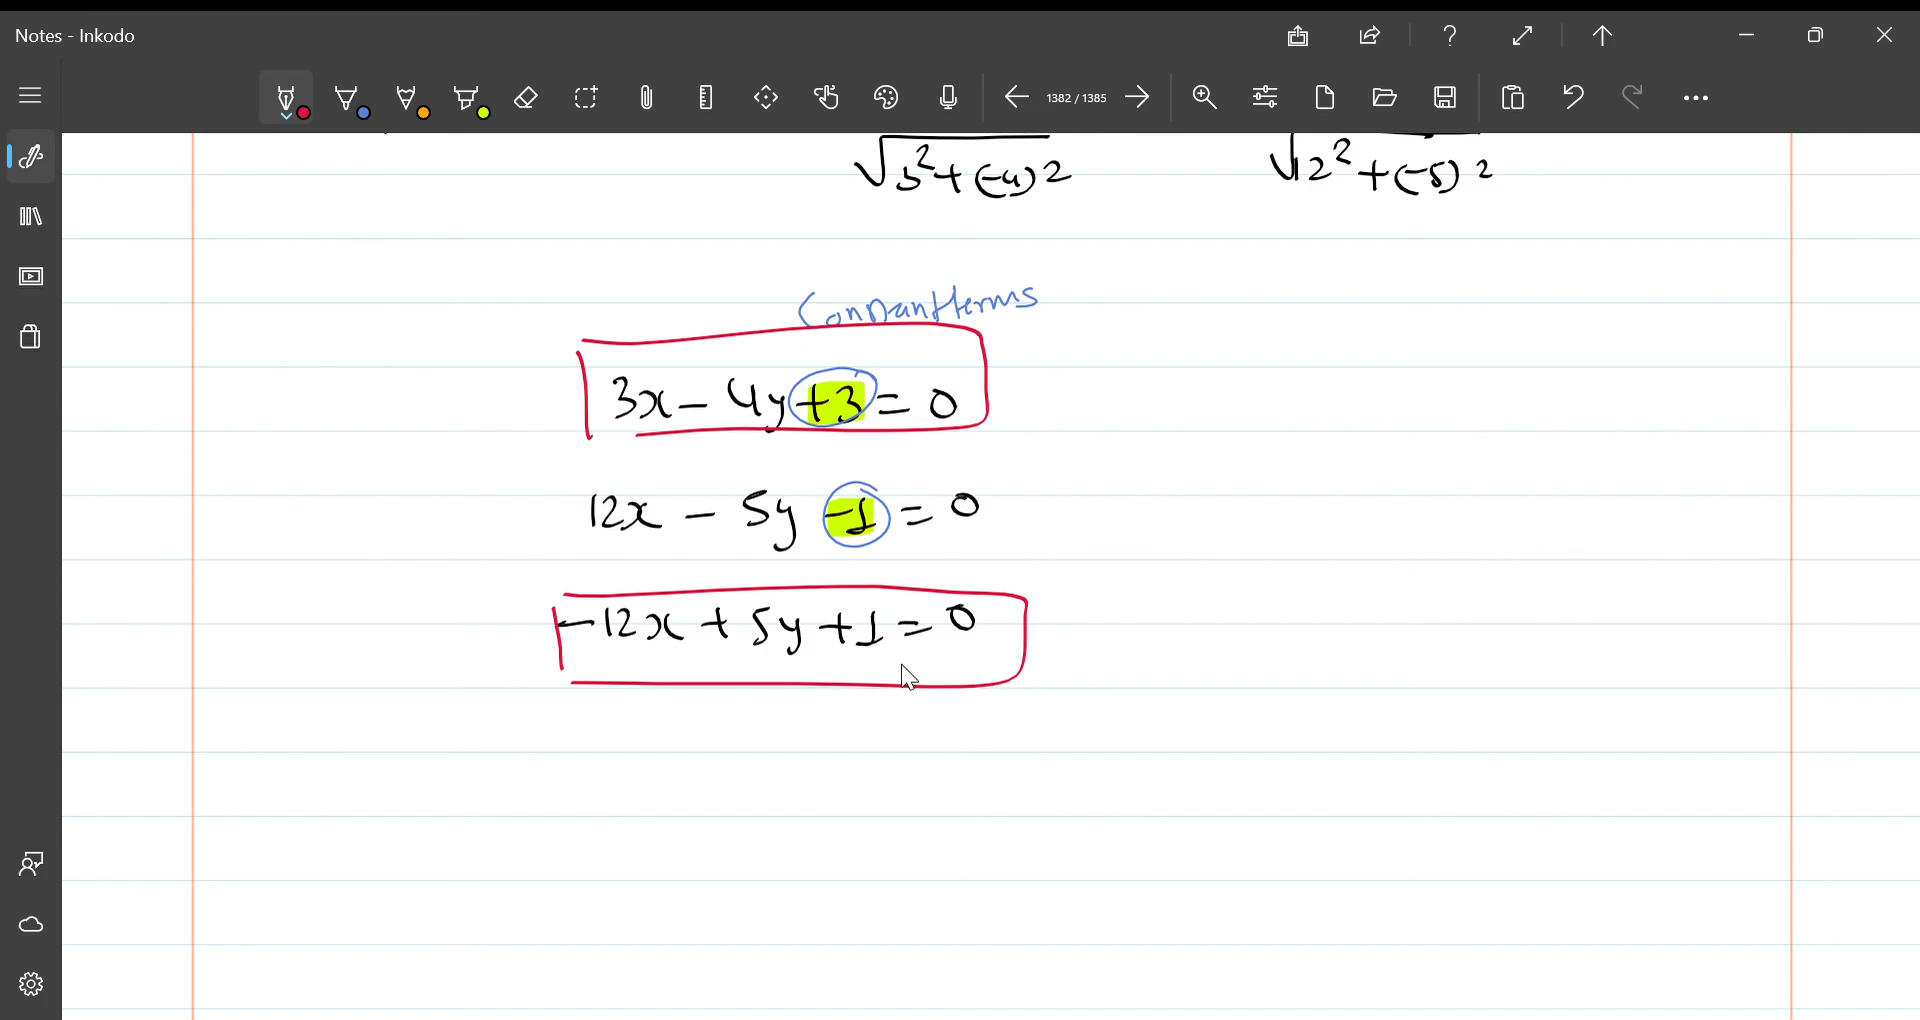 Notes - Inkodo
1382 / 1385
√3²+(-4)2 √12²+(-5)2
Constant terms
3x - 4y +3 = 0
12x - 5y -1 = 0
-12x + 5y +1 = 0